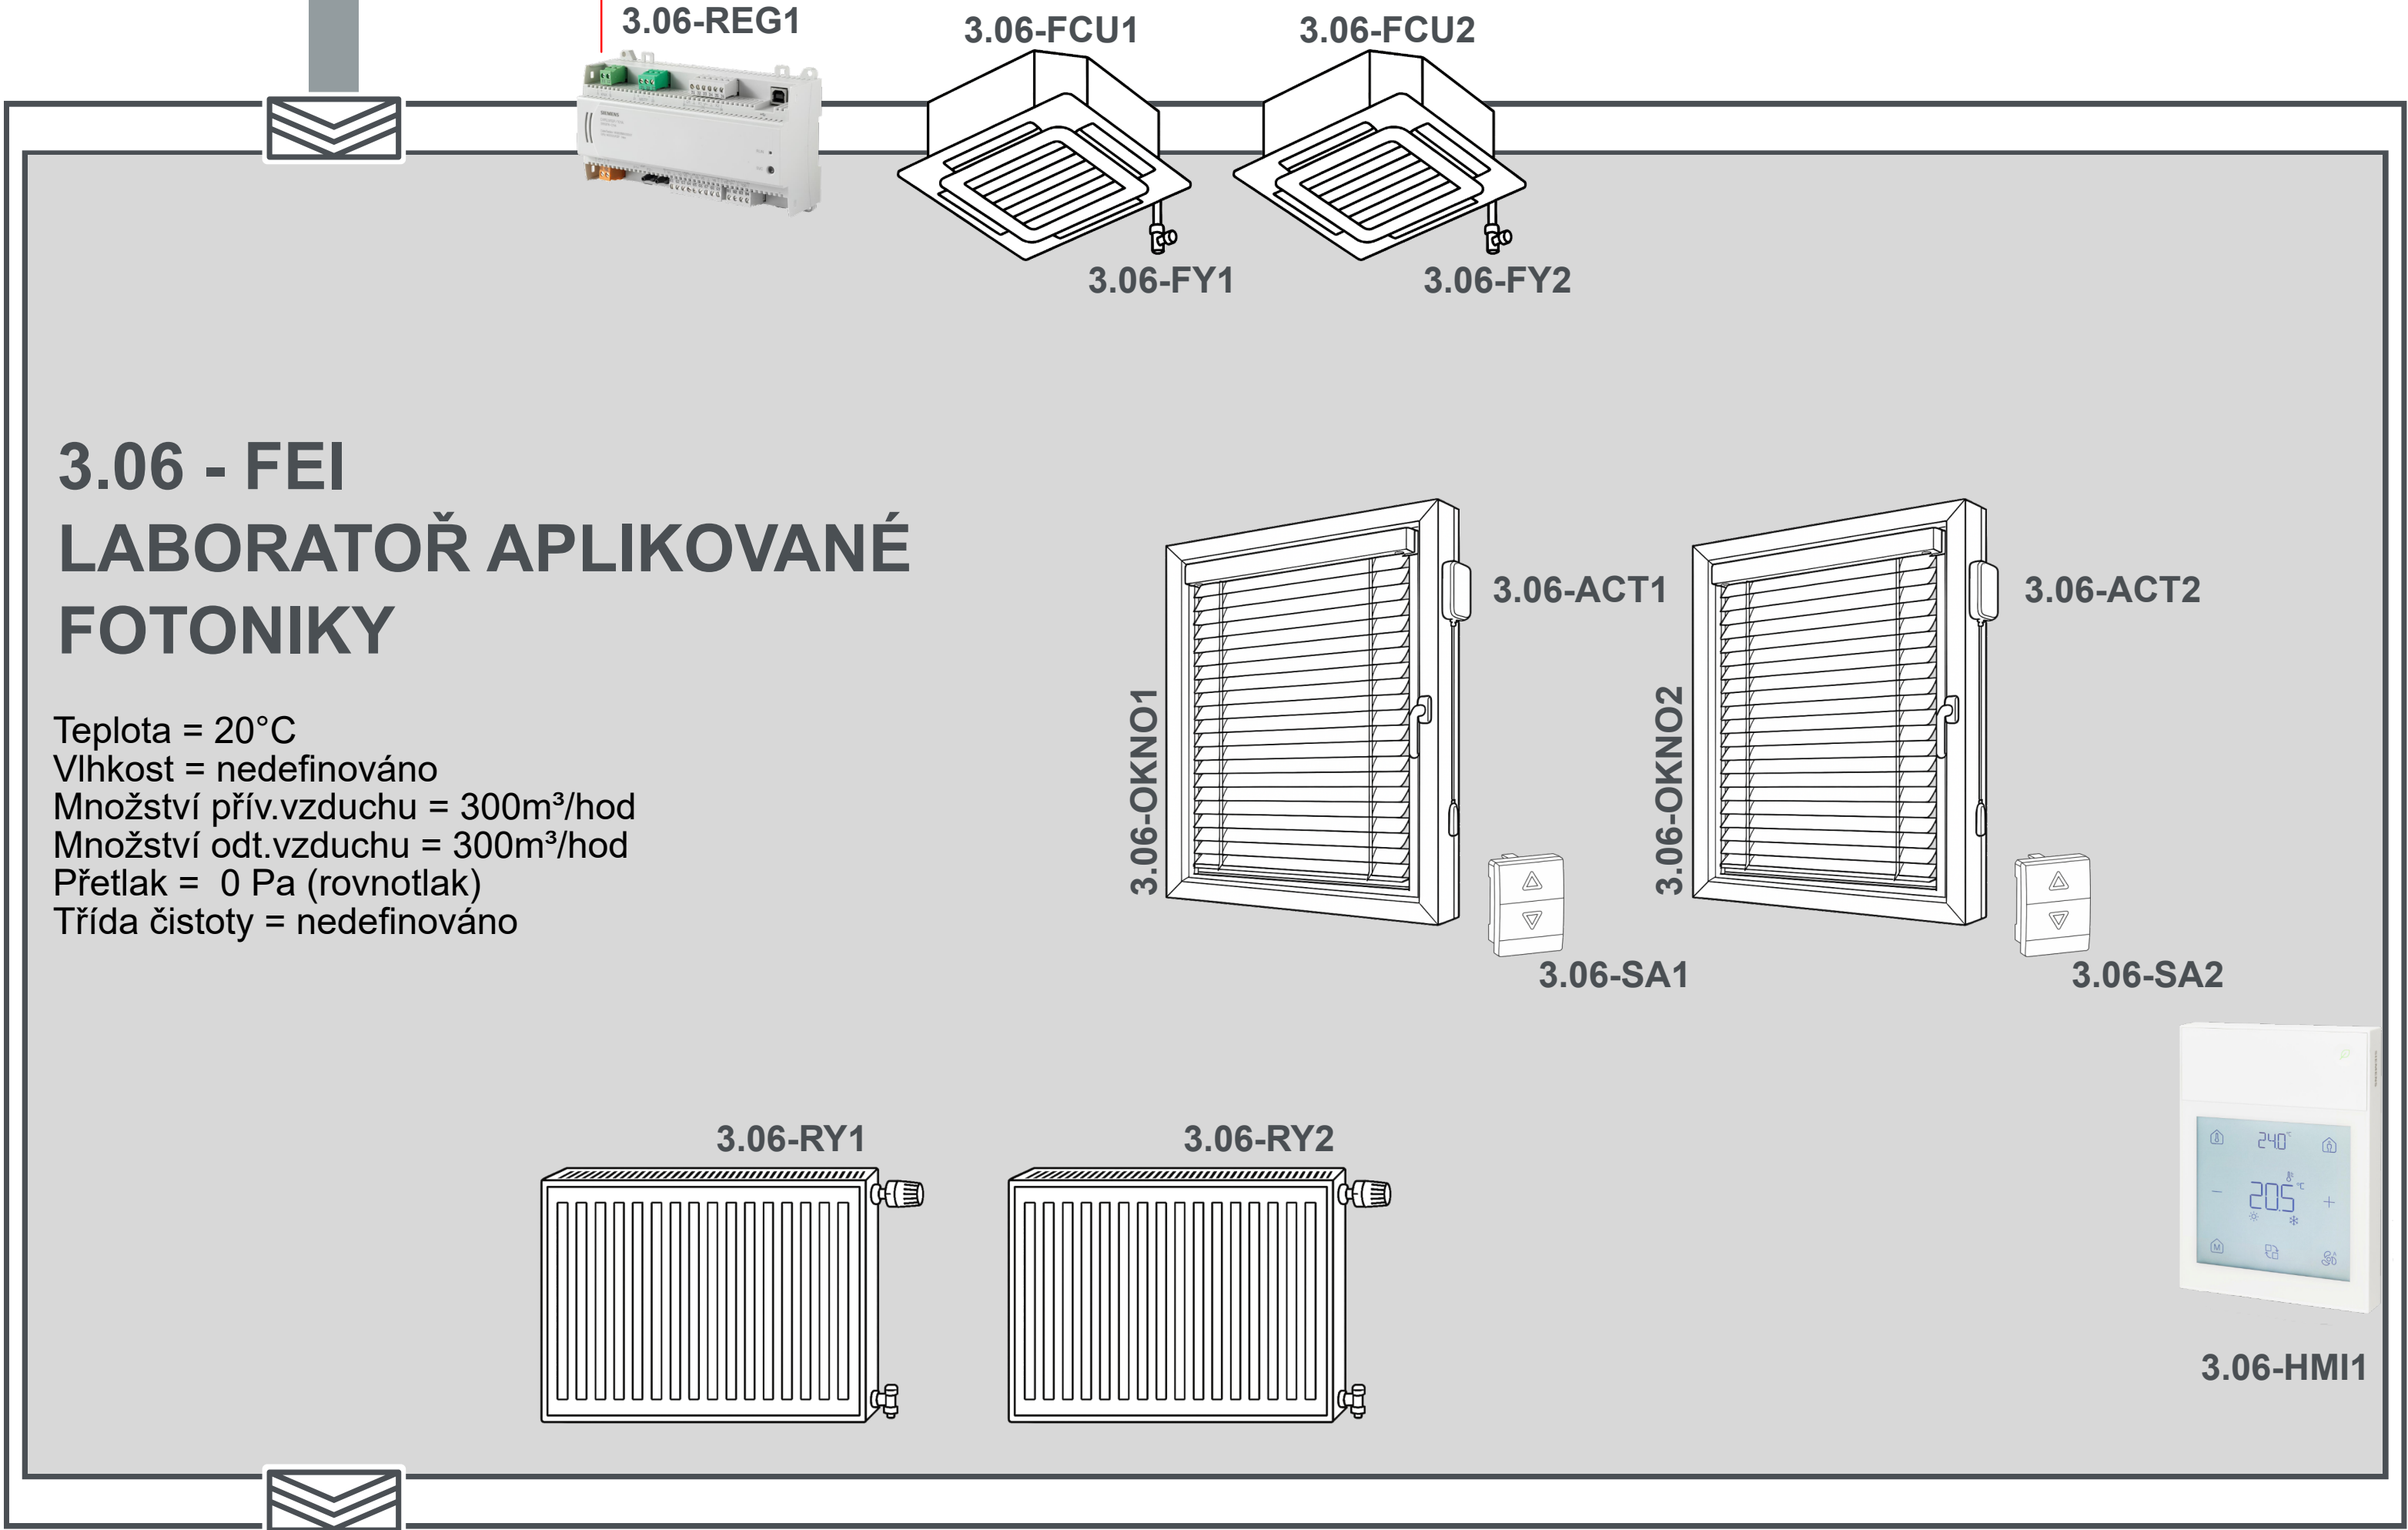 3.06-REG1
3.06-FCU1
3.06-FCU2
SIEMENS
3.06-FY1
3.06-FY2
3.06 - FEI
LABORATOŘ APLIKOVANÉ
FOTONIKY
Teplota = 20°C
Vlhkost = nedefinováno
Množství přív.vzduchu = 300m³/hod
Množství odt.vzduchu = 300m³/hod
Přetlak =  0 Pa (rovnotlak)
Třída čistoty = nedefinováno
3.06-OKNO1
3.06-ACT1
3.06-SA1
3.06-OKNO2
3.06-ACT2
3.06-SA2
3.06-RY1
3.06-RY2
24.0 °C
20.5 °C
M
3.06-HMI1